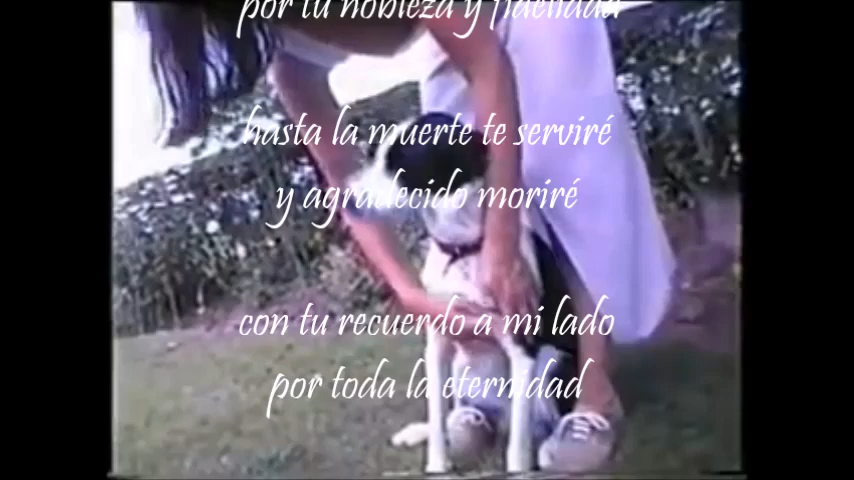 por tu nobleza y fidelidad
hasta la muerte te serviré
y agradecido moriré
con tu recuerdo a mi lado
por toda la eternidad